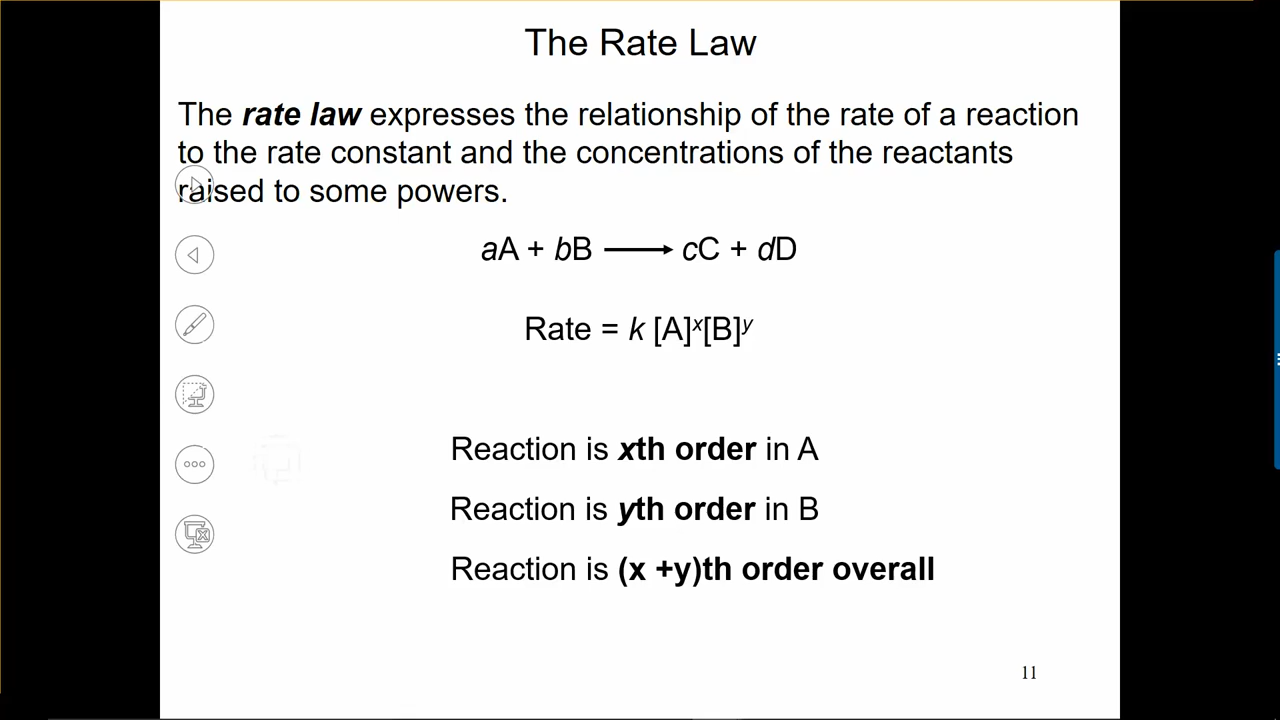 The Rate Law
The rate law expresses the relationship of the rate of a reaction
to the rate constant and the concentrations of the reactants
raised to some powers.
aA + bB ⟶ cC + dD
Rate = k [A]ˣ[B]ʸ
Reaction is xth order in A
Reaction is yth order in B
Reaction is (x +y)th order overall
11